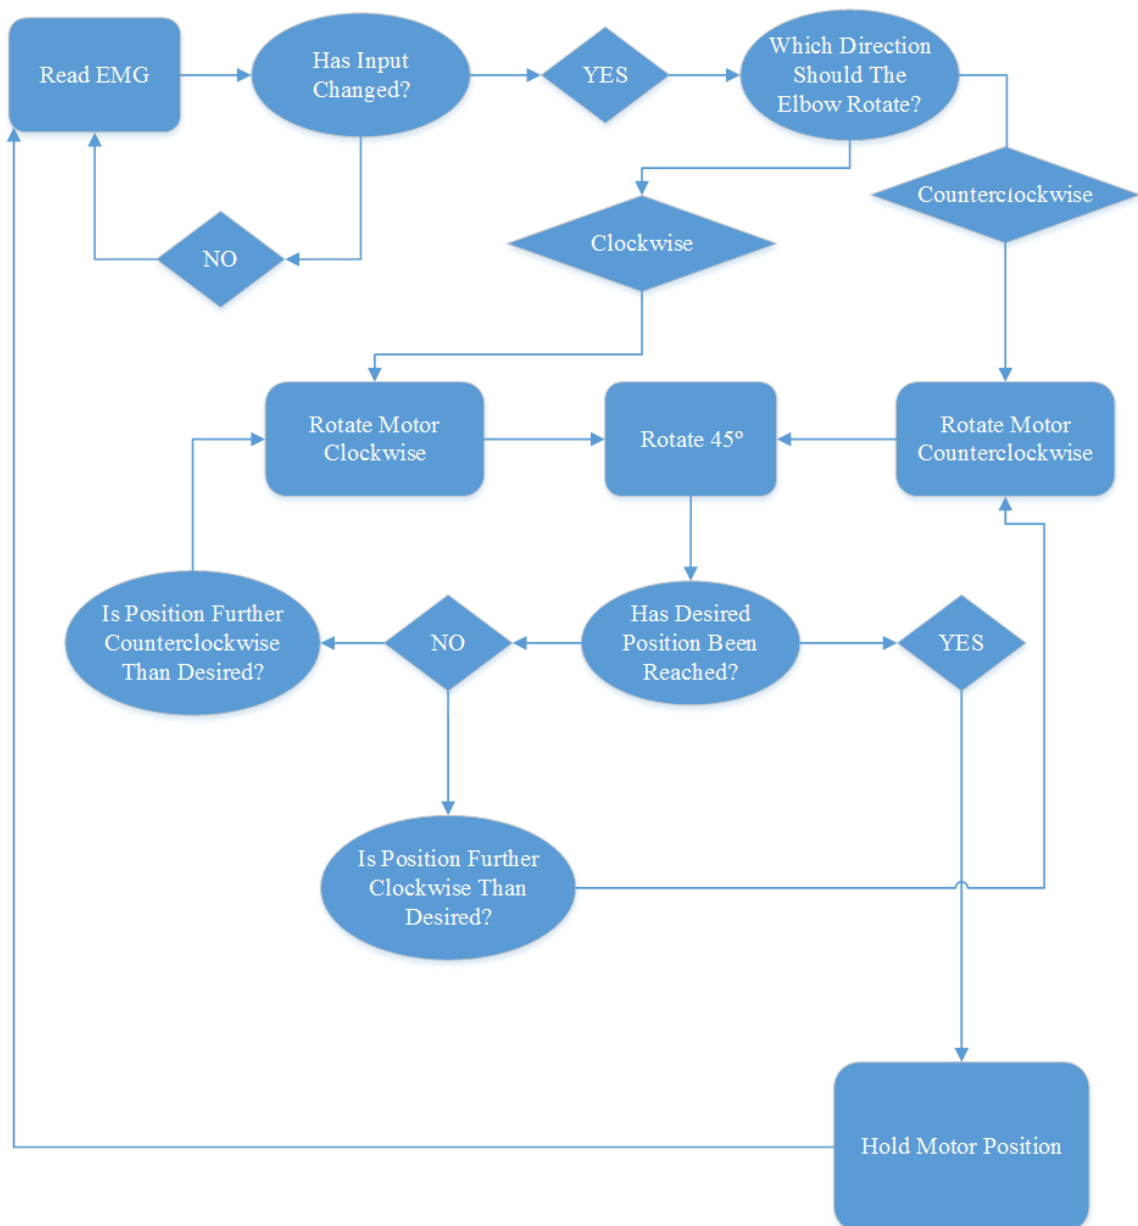 Read EMG
Has Input
Changed?
YES
Which Direction
Should The
Elbow Rotate?
Counterclockwise
Clockwise
NO
Rotate Motor
Clockwise
Rotate 45º
Rotate Motor
Counterclockwise
Is Position Further
Counterclockwise
Than Desired?
NO
Has Desired
Position Been
Reached?
YES
Is Position Further
Clockwise Than
Desired?
Hold Motor Position